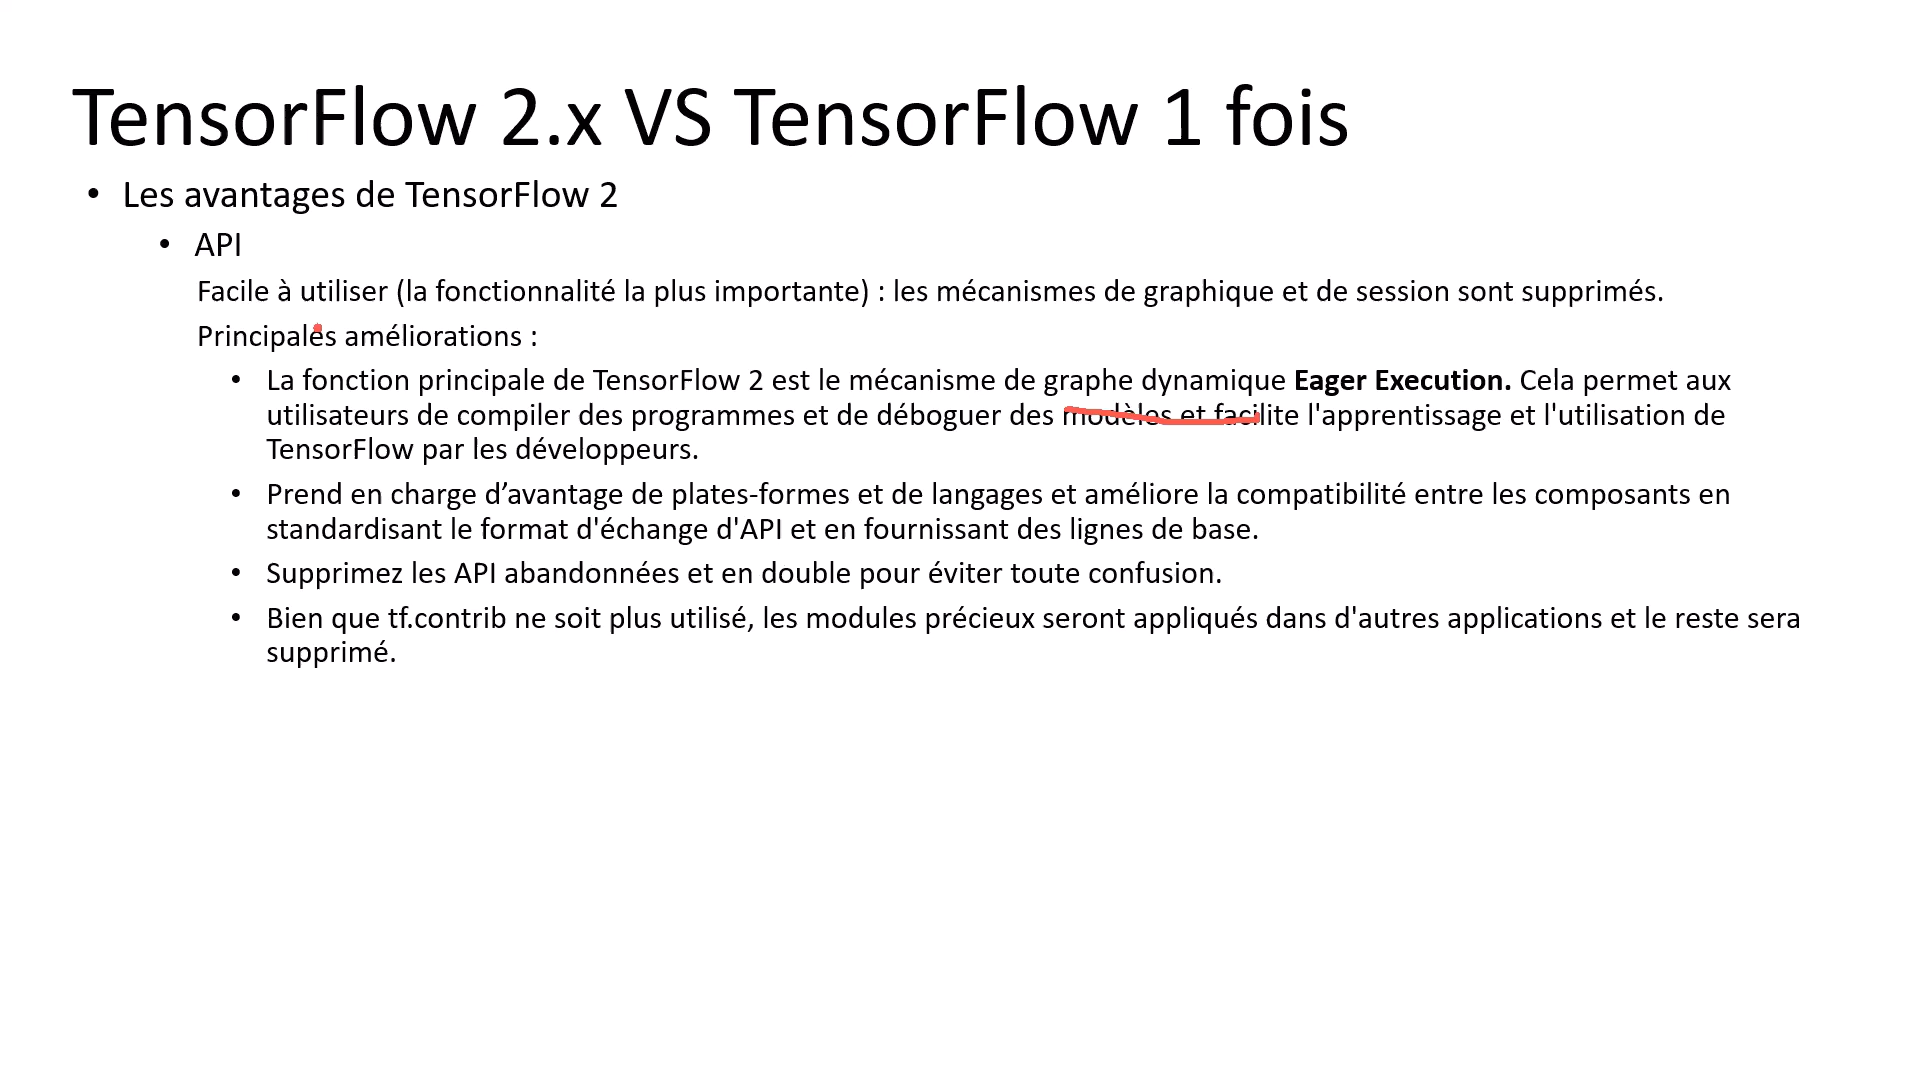 TensorFlow 2.x VS TensorFlow 1 fois
• Les avantages de TensorFlow 2
• API
Facile à utiliser (la fonctionnalité la plus importante) : les mécanismes de graphique et de session sont supprimés.
Principales améliorations :
• La fonction principale de TensorFlow 2 est le mécanisme de graphe dynamique Eager Execution. Cela permet aux
utilisateurs de compiler des programmes et de déboguer des modèles et facilite l'apprentissage et l'utilisation de
TensorFlow par les développeurs.
• Prend en charge d’avantage de plates-formes et de langages et améliore la compatibilité entre les composants en
standardisant le format d'échange d'API et en fournissant des lignes de base.
• Supprimez les API abandonnées et en double pour éviter toute confusion.
• Bien que tf.contrib ne soit plus utilisé, les modules précieux seront appliqués dans d'autres applications et le reste sera
supprimé.